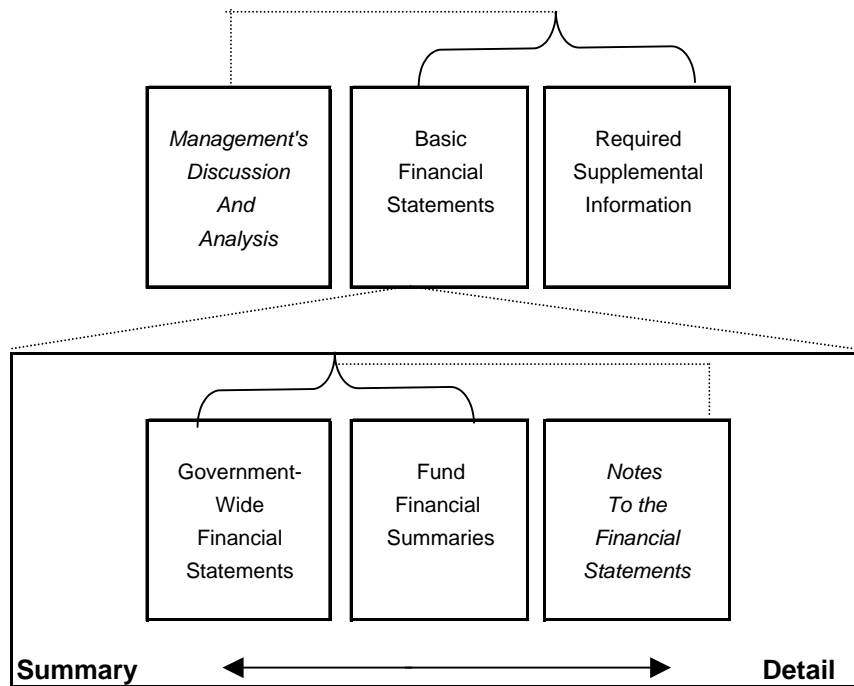 Management's
Discussion
And
Analysis
Basic
Financial
Statements
Required
Supplemental
Information
Government-
Wide
Financial
Statements
Fund
Financial
Summaries
Notes
To the
Financial
Statements
Summary
Detail